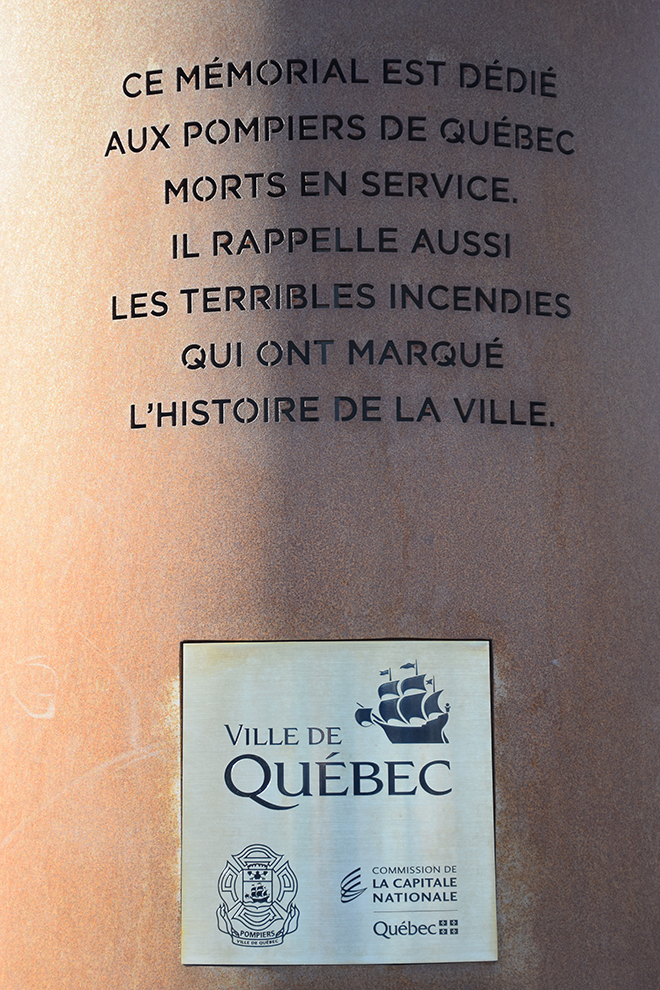 CE MÉMORIAL EST DÉDIÉ
AUX POMPIERS DE QUÉBEC
MORTS EN SERVICE.
IL RAPPELLE AUSSI
LES TERRIBLES INCENDIES
QUI ONT MARQUÉ
L'HISTOIRE DE LA VILLE.
VILLE DE
QUÉBEC
POMPIERS
VILLE DE QUÉBEC
COMMISSION DE
LA CAPITALE
NATIONALE
Québec